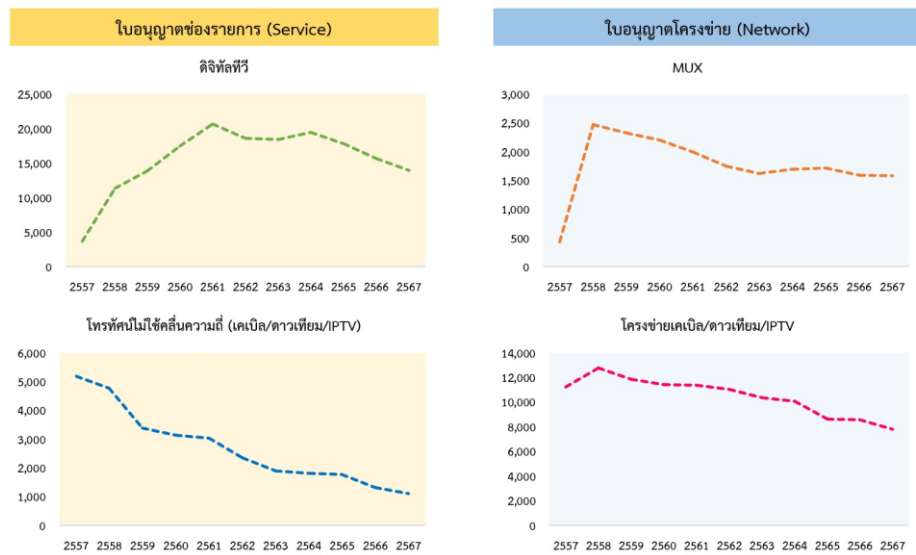 ใบอนุญาตช่องรายการ (Service)
ดิจิทัลทีวี
25,000
20,000
15,000
10,000
5,000
0
2557 2558 2559 2560 2561 2562 2563 2564 2565 2566 2567
โทรทัศน์ไม่ใช้คลื่นความถี่ (เคเบิล/ดาวเทียม/IPTV)
6,000
5,000
4,000
3,000
2,000
1,000
0
2557 2558 2559 2560 2561 2562 2563 2564 2565 2566 2567
ใบอนุญาตโครงข่าย (Network)
MUX
3,000
2,500
2,000
1,500
1,000
500
0
2557 2558 2559 2560 2561 2562 2563 2564 2565 2566 2567
โครงข่ายเคเบิล/ดาวเทียม/IPTV
14,000
12,000
10,000
8,000
6,000
4,000
2,000
0
2557 2558 2559 2560 2561 2562 2563 2564 2565 2566 2567